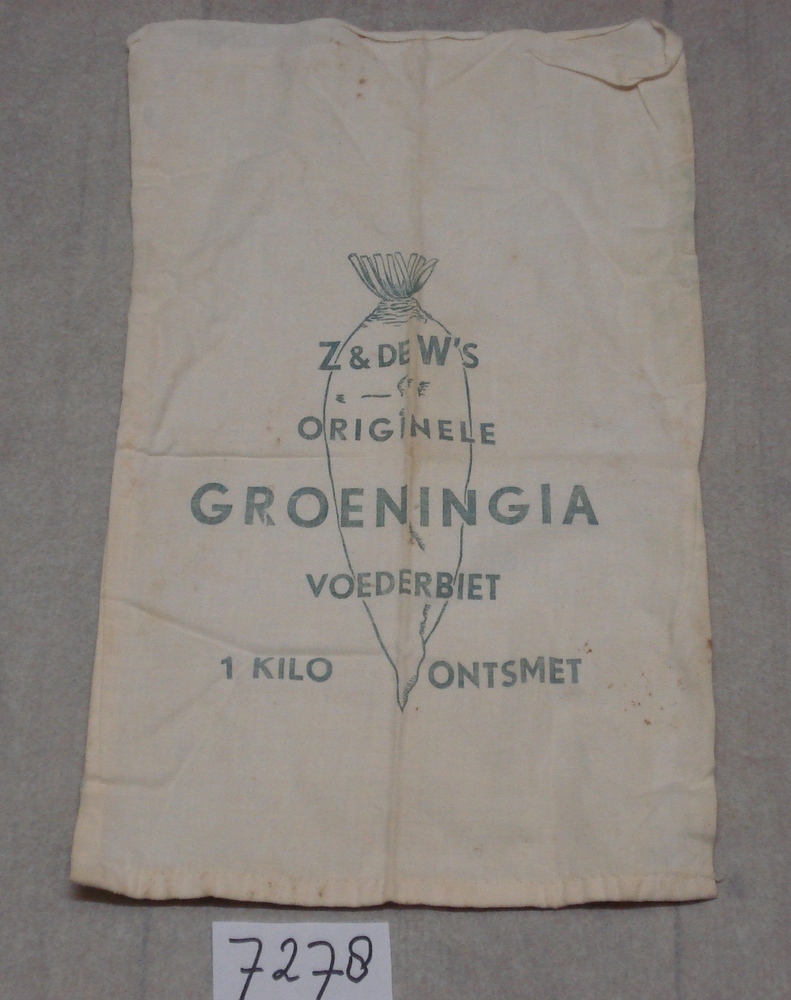 Z & DE W'S
ORIGINELE
GROENINGIA
VOEDERBIET
1 KILO ONTSMET
7278